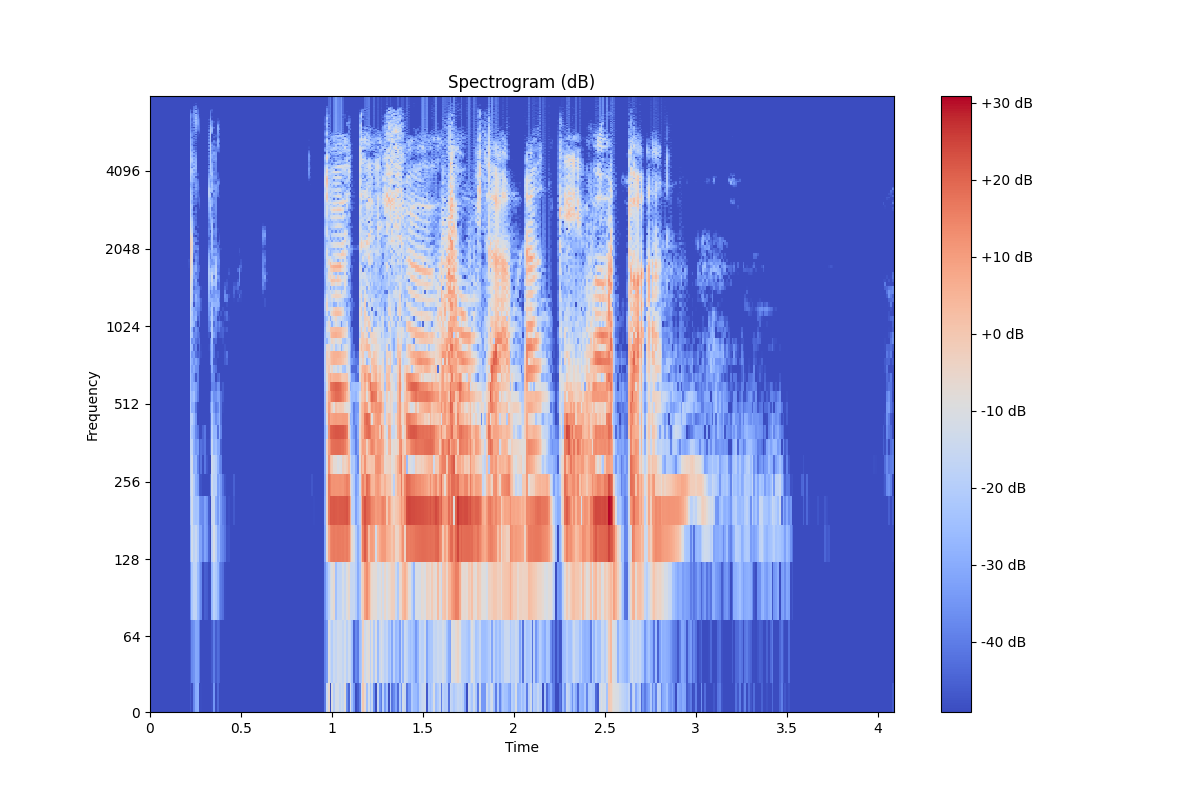 Spectrogram (dB)
+30 dB
+20 dB
+10 dB
+0 dB
-10 dB
-20 dB
-30 dB
-40 dB
Frequency
4096
2048
1024
512
256
128
64
0
0 0.5 1 1.5 2 2.5 3 3.5 4
Time